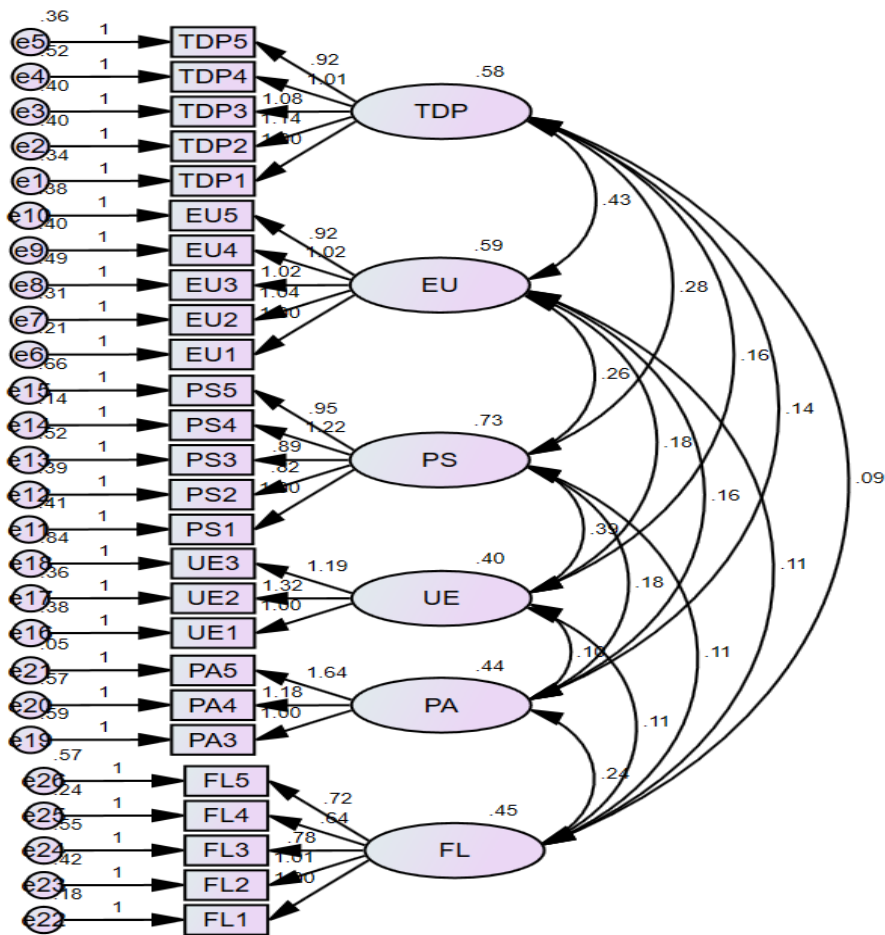 .36
e5 1 TDP5 .92
.52
e4 1 TDP4 1.01 .58
.40
e3 1 TDP3 1.08 TDP
.40
e2 1 TDP2 1.14
.34
e1 1 TDP1 .43
.38
e10 1 EU5 .92
.40
e9 1 EU4 1.02 .59
.49
e8 1 EU3 1.02 EU .28
.31
e7 1 EU2 1.04
.21
e6 1 EU1 .16
.66
e15 1 PS5 .95 .26 .14
.14
e14 1 PS4 1.22 .73 .18
.52
e13 1 PS3 .89 PS .09
.39
e12 1 PS2 .82 .16
.41
e11 1 PS1 .39
.84
e18 1 UE3 1.19 .40 .11
.36
e17 1 UE2 1.32 UE .18
.38
e16 1 UE1 1.00
.05
e21 1 PA5 1.64 .44 .11
.57
e20 1 PA4 1.18 PA
.59
e19 1 PA3 1.00 .11
.57
e26 1 FL5 .72 .24
.24
e25 1 FL4 .64 .45
.55
e24 1 FL3 .78 FL
.42
e23 1 FL2 1.01
.18
e22 1 FL1